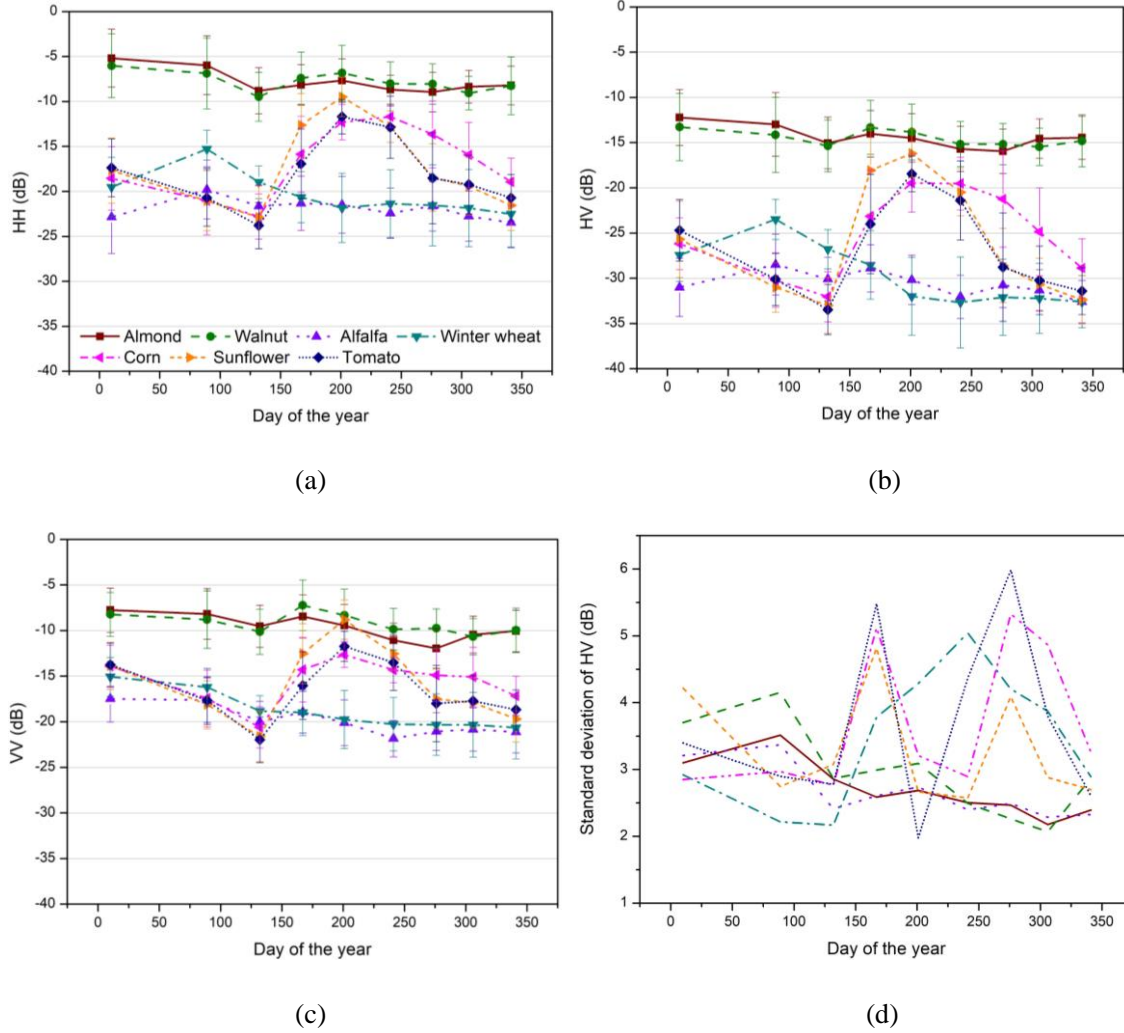 0
-5
-10
-15
-20
-25
-30
-35
-40
HH (dB)
Almond Walnut Alfalfa Winter wheat
Corn Sunflower Tomato
0 50 100 150 200 250 300 350
Day of the year
(a)
0
-5
-10
-15
-20
-25
-30
-35
-40
HV (dB)
0 50 100 150 200 250 300 350
Day of the year
(b)
0
-5
-10
-15
-20
-25
-30
-35
-40
VV (dB)
0 50 100 150 200 250 300 350
Day of the year
(c)
6
5
4
3
2
1
Standard deviation of HV (dB)
0 50 100 150 200 250 300 350
Day of the year
(d)